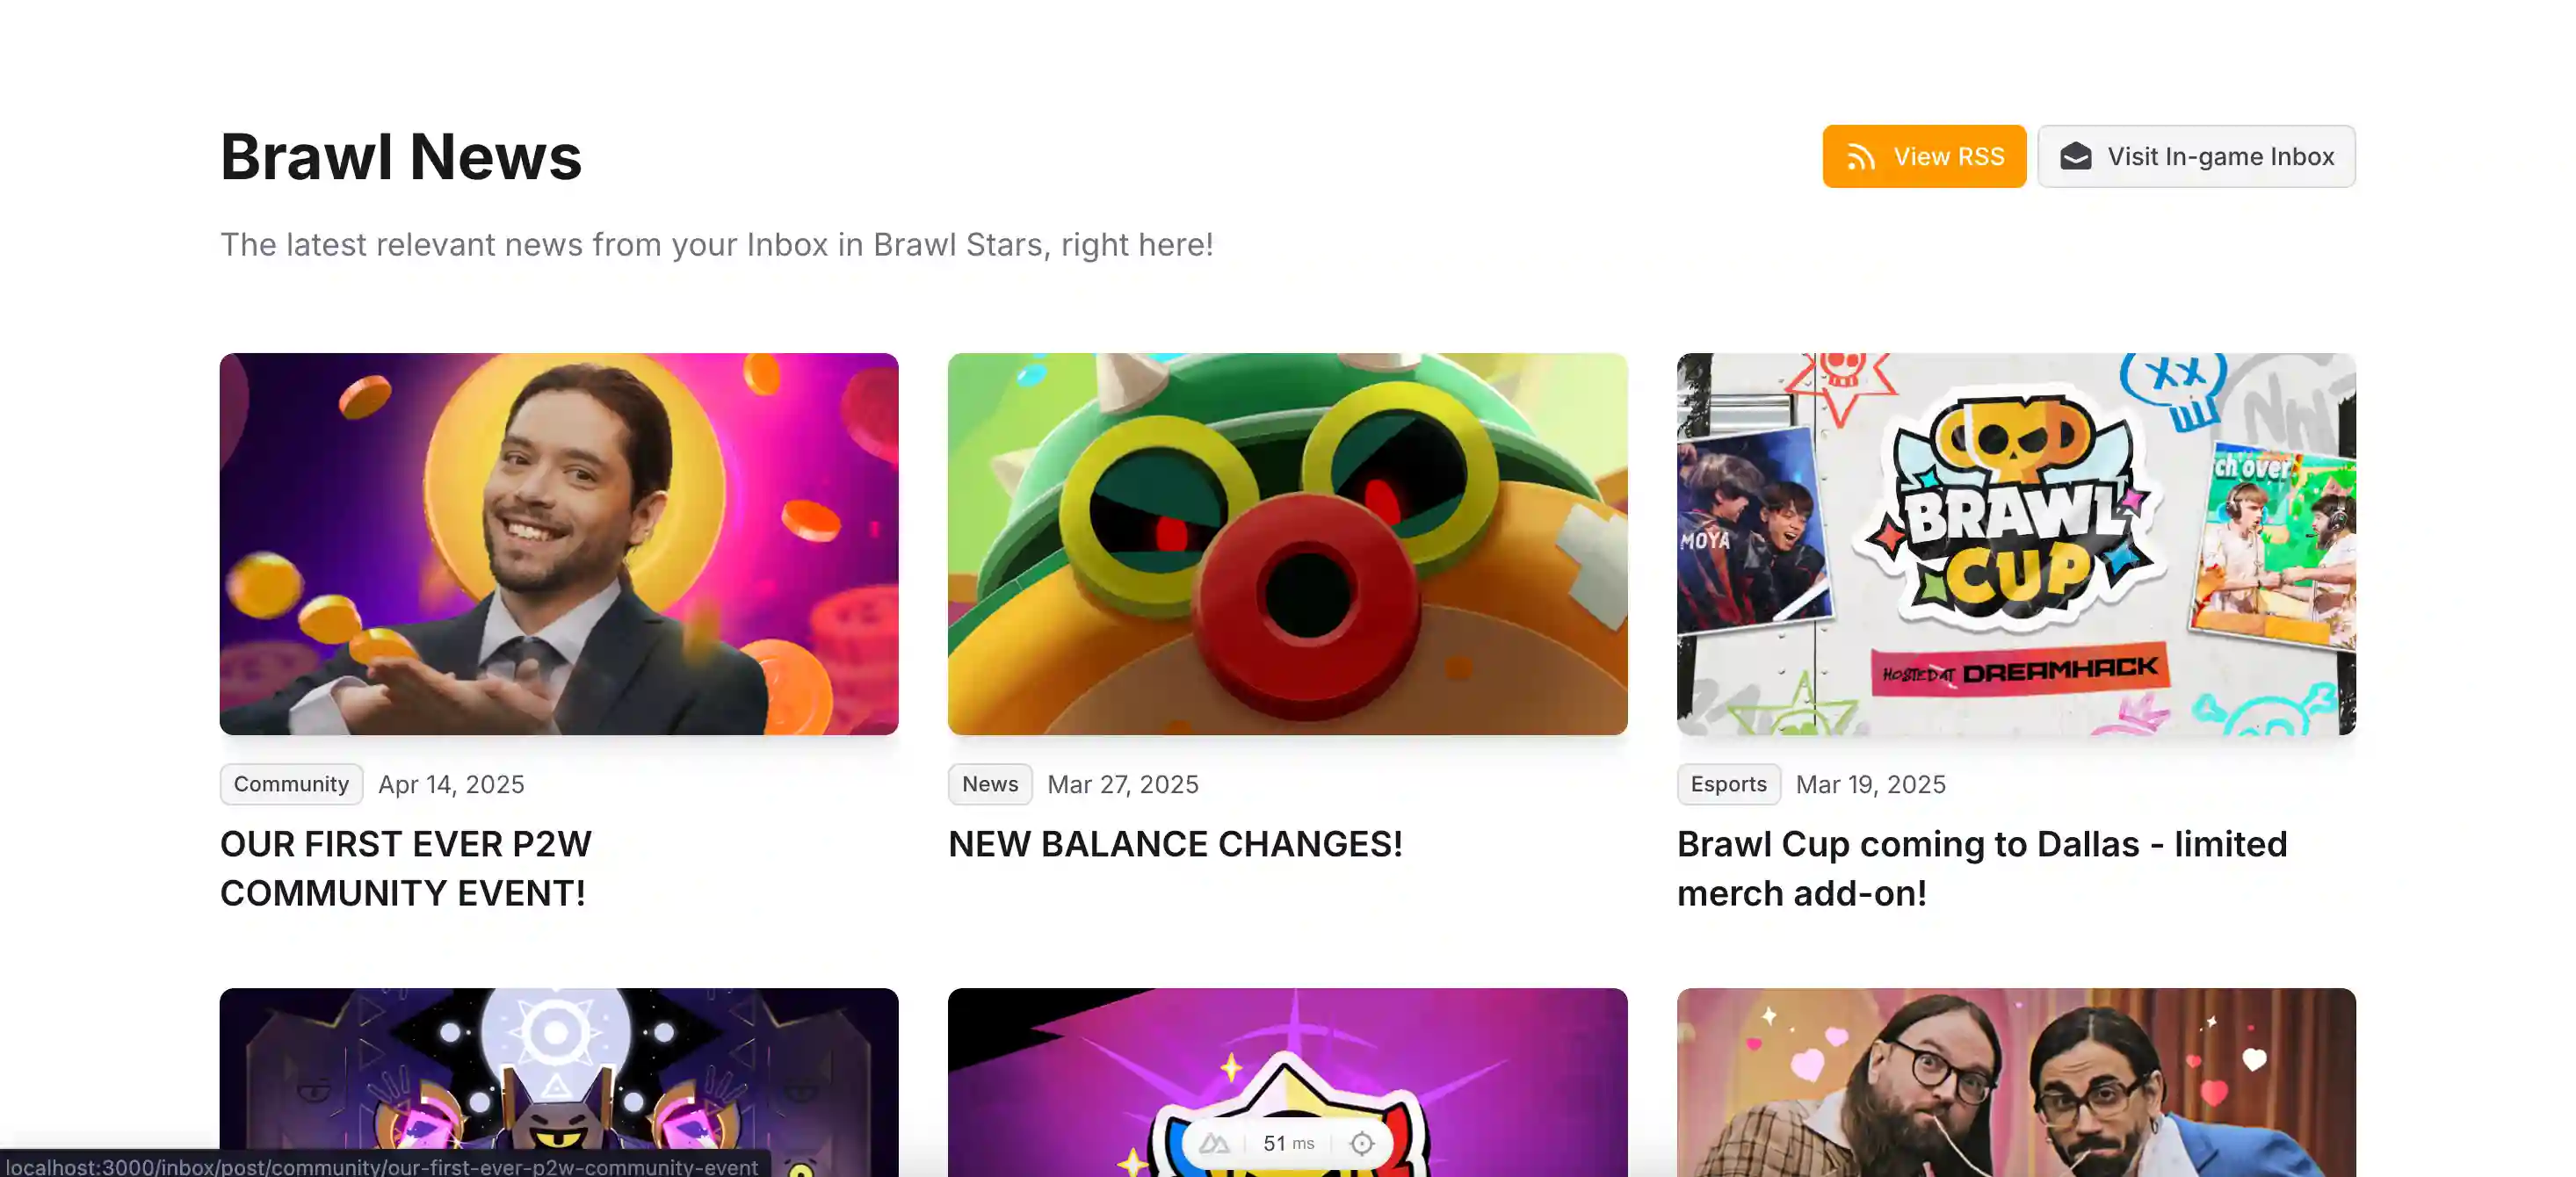 Brawl News
View RSS
Visit In-game Inbox
The latest relevant news from your Inbox in Brawl Stars, right here!
MOYA
BRAWL
CUP
HOSTED AT DREAMHACK
ch over
Community
Apr 14, 2025
OUR FIRST EVER P2W
COMMUNITY EVENT!
News
Mar 27, 2025
NEW BALANCE CHANGES!
Esports
Mar 19, 2025
Brawl Cup coming to Dallas - limited
merch add-on!
51 ms
localhost:3000/inbox/post/community/our-first-ever-p2w-community-event